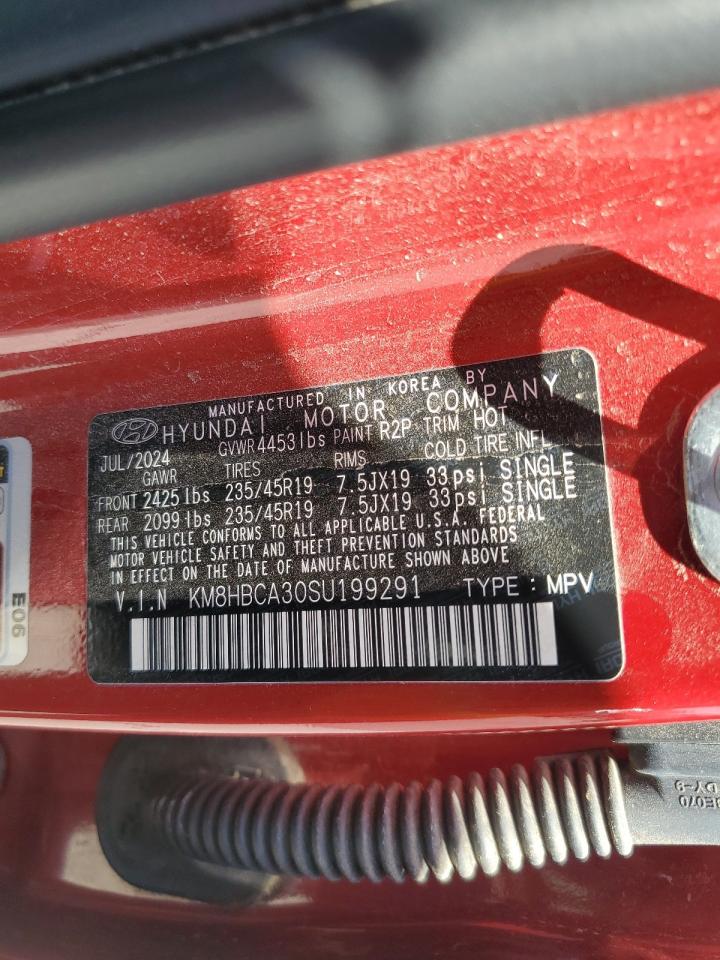 MANUFACTURED IN KOREA BY
HYUNDAI MOTOR COMPANY
JUL/2024 GVWR 4453lbs PAINT R2P TRIM HOT
GAWR TIRES RIMS COLD TIRE INFL
FRONT 2425lbs 235/45R19 7.5JX19 33psi SINGLE
REAR 2099lbs 235/45R19 7.5JX19 33psi SINGLE
THIS VEHICLE CONFORMS TO ALL APPLICABLE U.S.A. FEDERAL
MOTOR VEHICLE SAFETY AND THEFT PREVENTION STANDARDS
IN EFFECT ON THE DATE OF MANUFACTURE SHOWN ABOVE
V.I.N KM8HBCA30SU199291 TYPE : MPV
E06
DY-9